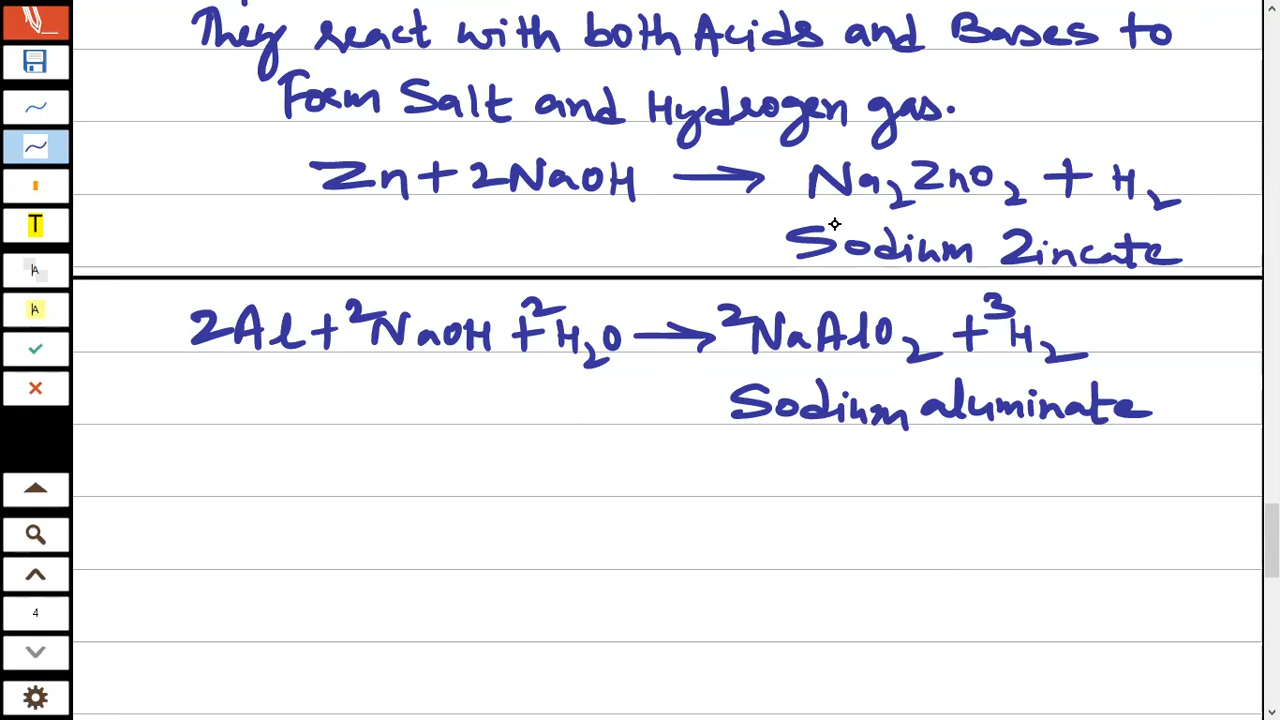 They react with both Acids and Bases to
Form Salt and Hydrogen gas.
Zn + 2NaOH → Na₂ZnO₂ + H₂
Sodium Zincate
2Al + 2NaOH + 2H₂O → 2NaAlO₂ + 3H₂
Sodium aluminate
T
A
A
4